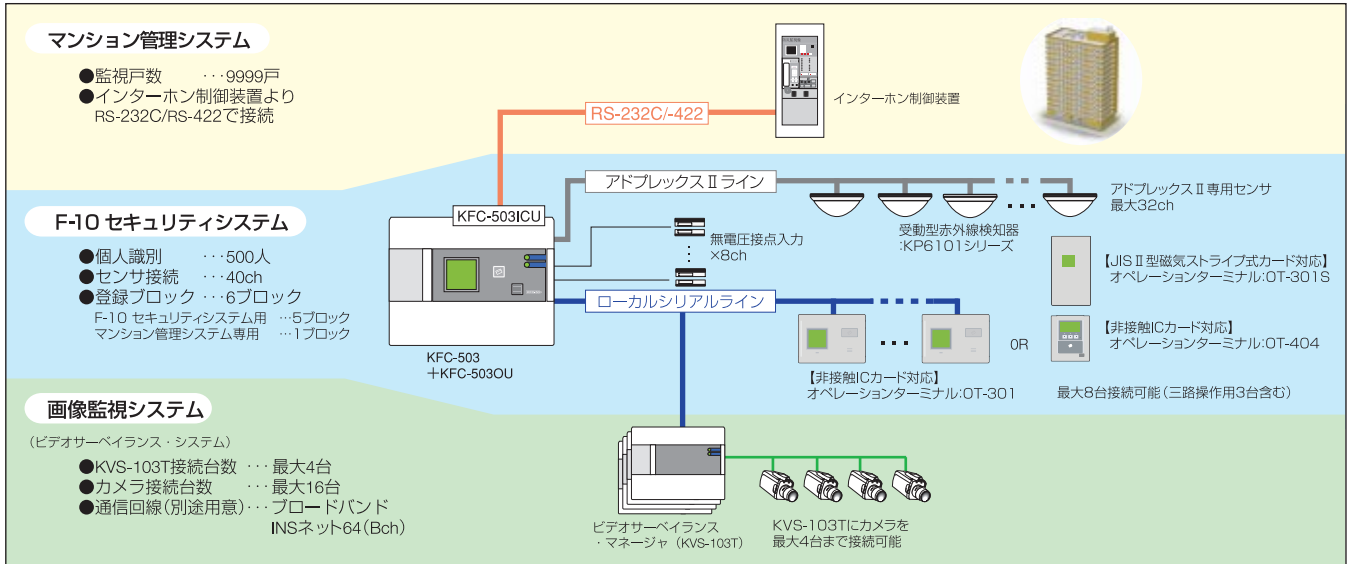 マンション管理システム
●監視戸数 ･･･9999戸
●インターホン制御装置より
RS-232C/RS-422で接続
RS-232C/-422
インターホン制御装置
F-10 セキュリティシステム
●個人識別 ･･･500人
●センサ接続 ･･･40ch
●登録ブロック ･･･6ブロック
F-10 セキュリティシステム用 ･･･5ブロック
マンション管理システム専用 ･･･1ブロック
KFC-503ICU
KFC-503
+KFC-503OU
アドプレックスⅡライン
アドプレックスⅡ専用センサ
最大32ch
受動型赤外線検知器
:KP6101シリーズ
無電圧接点入力
×8ch
ローカルシリアルライン
【非接触ICカード対応】
オペレーションターミナル:OT-301
OR
【JISⅡ型磁気ストライプ式カード対応】
オペレーションターミナル:OT-301S
【非接触ICカード対応】
オペレーションターミナル:OT-404
最大8台接続可能(三路操作用3台含む)
画像監視システム
(ビデオサーベイランス・システム)
●KVS-103T接続台数 ･･･最大4台
●カメラ接続台数 ･･･最大16台
●通信回線(別途用意)･･･ブロードバンド
INSネット64(Bch)
ビデオサーベイランス
・マネージャ(KVS-103T)
KVS-103Tにカメラを
最大4台まで接続可能